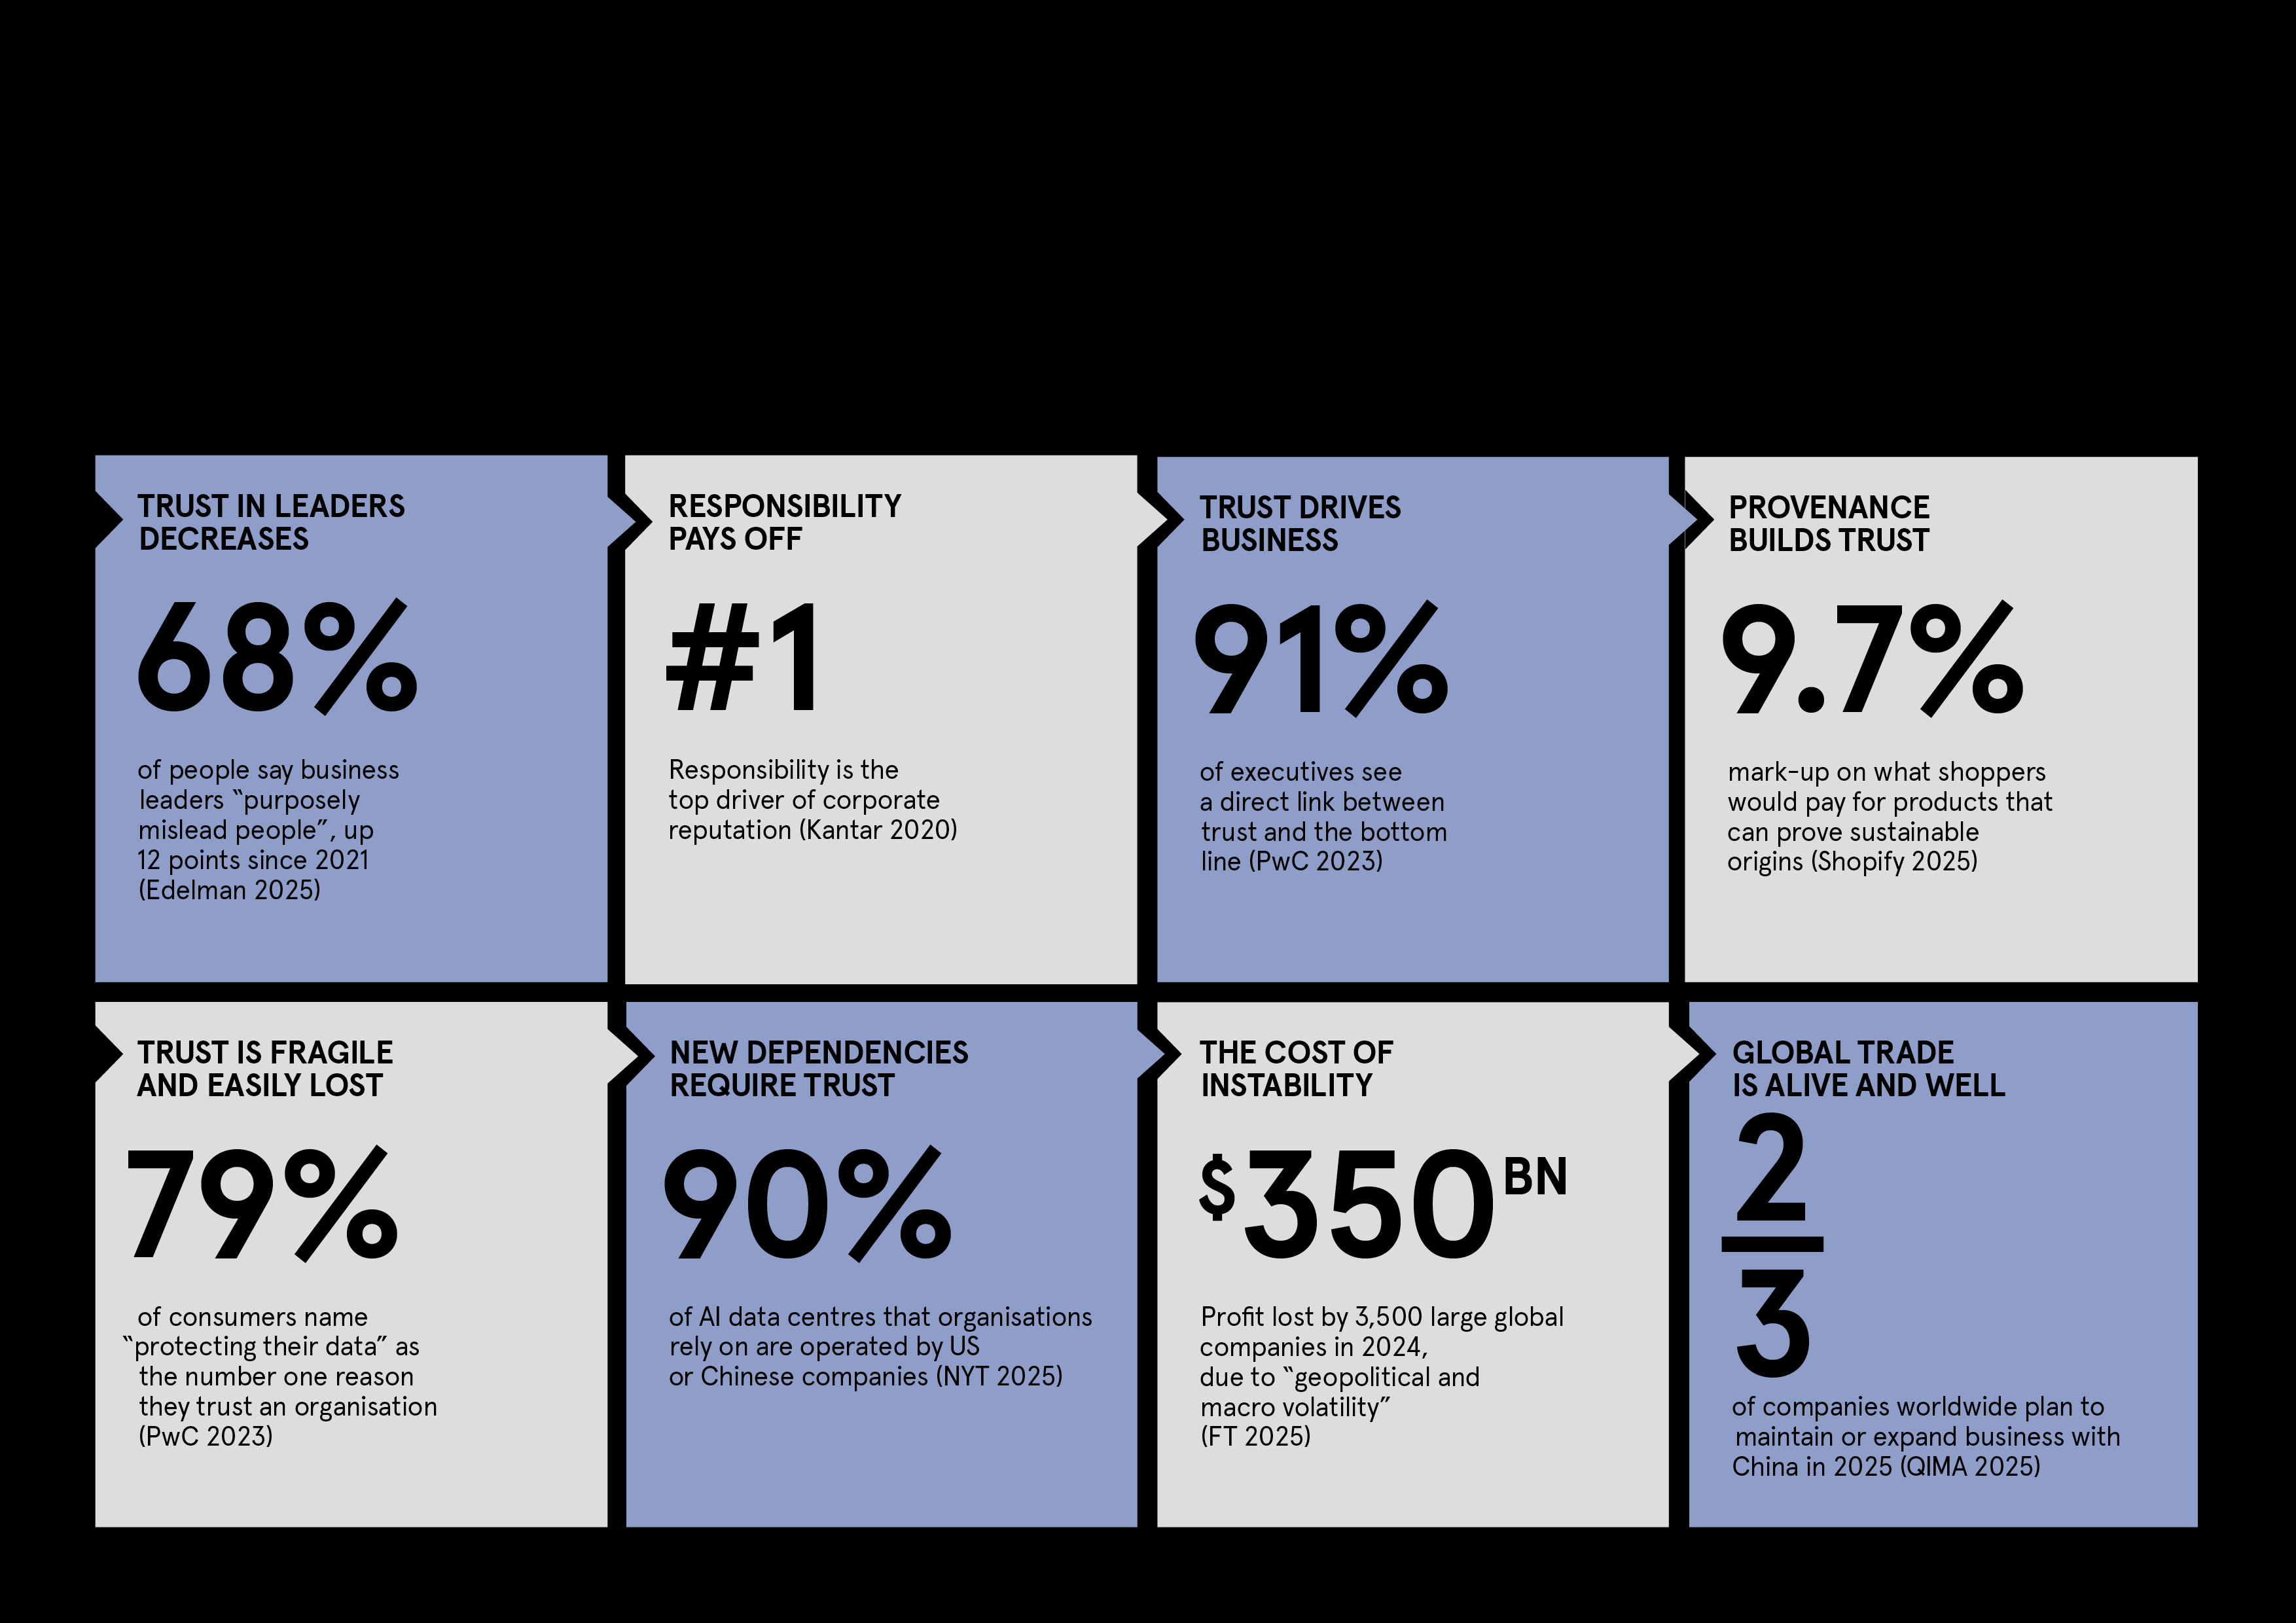 TRUST IN LEADERS
DECREASES
68%
of people say business
leaders “purposely
mislead people”, up
12 points since 2021
(Edelman 2025)
RESPONSIBILITY
PAYS OFF
#1
Responsibility is the
top driver of corporate
reputation (Kantar 2020)
TRUST DRIVES
BUSINESS
91%
of executives see
a direct link between
trust and the bottom
line (PwC 2023)
PROVENANCE
BUILDS TRUST
9.7%
mark-up on what shoppers
would pay for products that
can prove sustainable
origins (Shopify 2025)
TRUST IS FRAGILE
AND EASILY LOST
79%
of consumers name
“protecting their data” as
the number one reason
they trust an organisation
(PwC 2023)
NEW DEPENDENCIES
REQUIRE TRUST
90%
of AI data centres that organisations
rely on are operated by US
or Chinese companies (NYT 2025)
THE COST OF
INSTABILITY
$350BN
Profit lost by 3,500 large global
companies in 2024,
due to “geopolitical and
macro volatility”
(FT 2025)
GLOBAL TRADE
IS ALIVE AND WELL
2
3
of companies worldwide plan to
maintain or expand business with
China in 2025 (QIMA 2025)